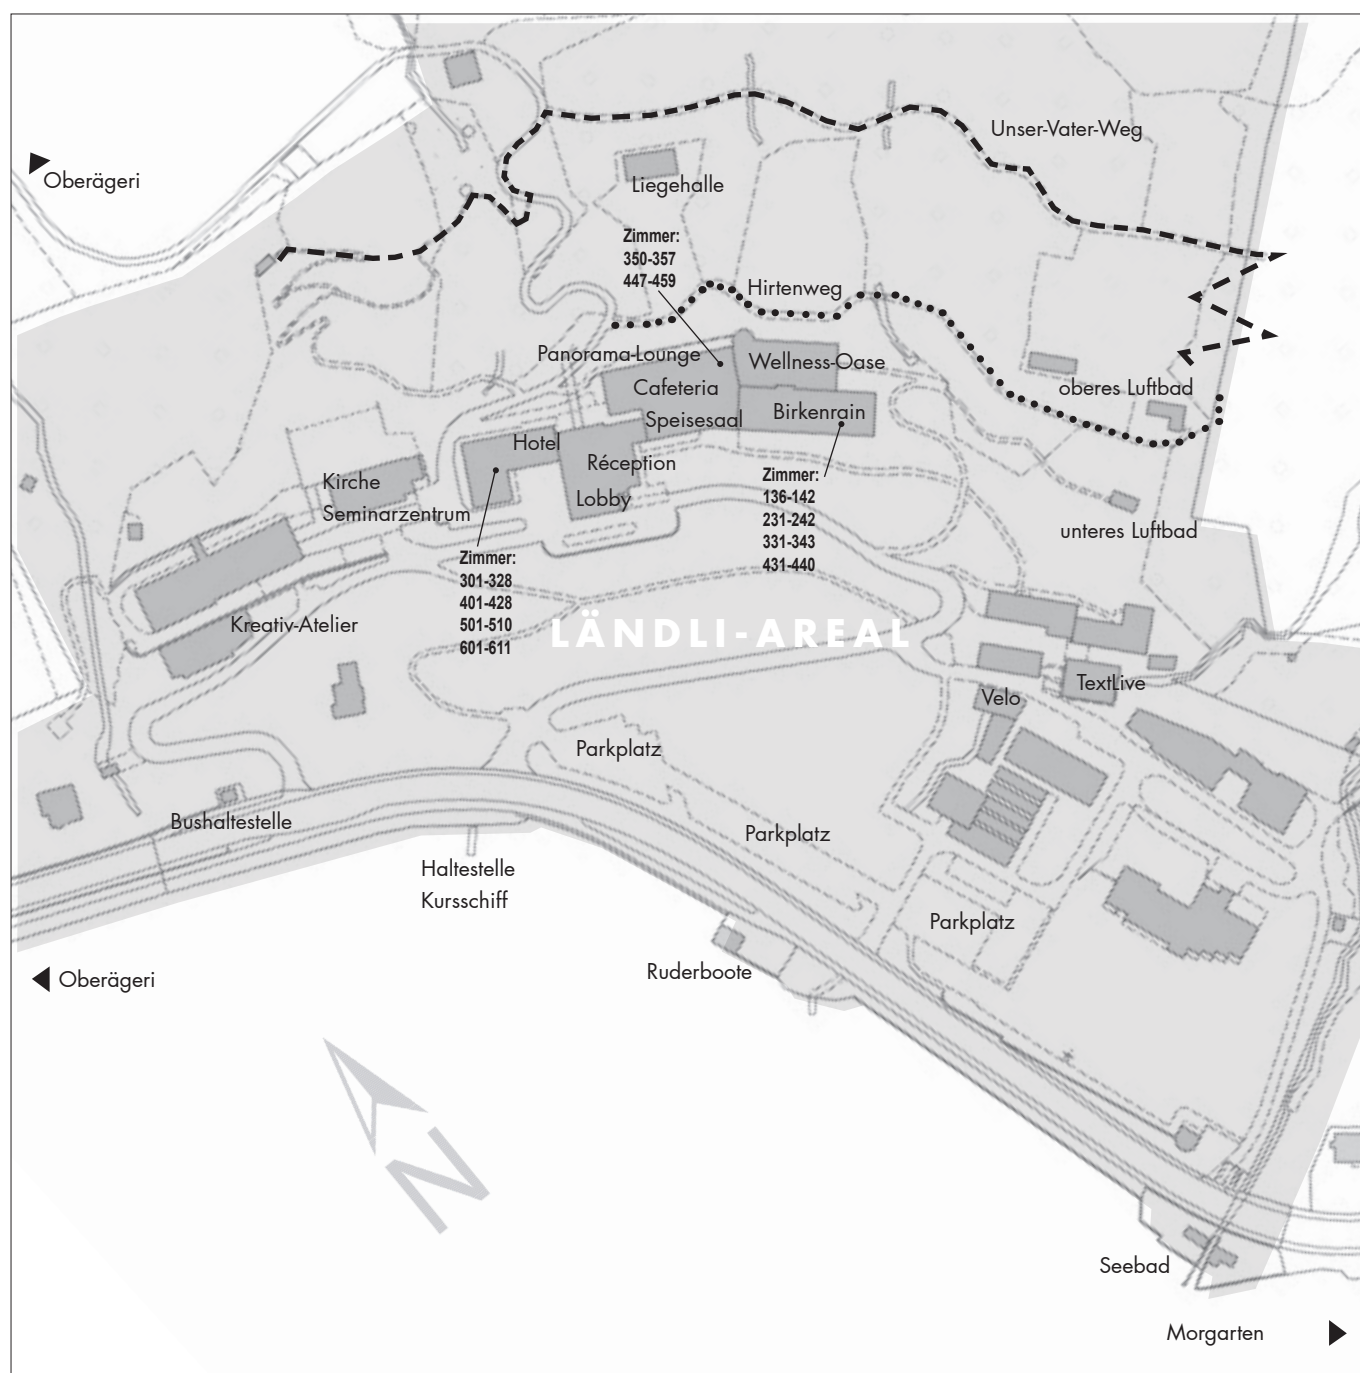 Unser-Vater-Weg
Oberägeri
Liegehalle
Zimmer:
350-357
447-459
Hirtenweg
Panorama-Lounge
Wellness-Oase
Cafeteria
oberes Luftbad
Speisesaal
Birkenrain
Hotel
Réception
Kirche
Seminarzentrum
Lobby
Zimmer:
136-142
231-242
331-343
431-440
unteres Luftbad
Zimmer:
301-328
401-428
501-510
601-611
Kreativ-Atelier
LÄNDLI-AREAL
TextLive
Velo
Parkplatz
Bushaltestelle
Parkplatz
Haltestelle
Kursschiff
Parkplatz
Ruderboote
Oberägeri
N
Seebad
Morgarten